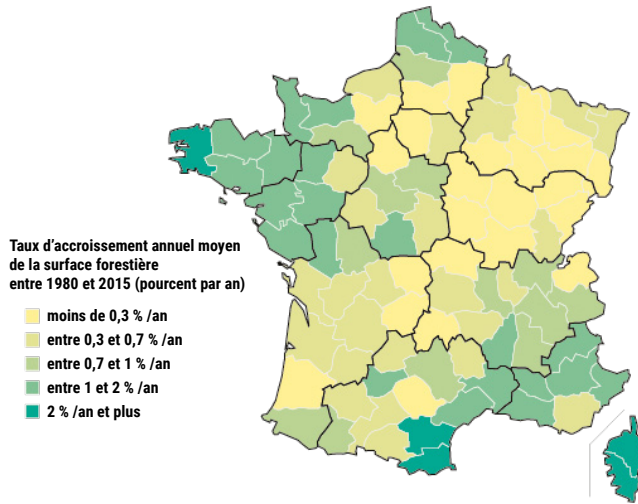 Taux d'accroissement annuel moyen
de la surface forestière
entre 1980 et 2015 (pourcent par an)
moins de 0,3 % /an
entre 0,3 et 0,7 % /an
entre 0,7 et 1 % /an
entre 1 et 2 % /an
2 % /an et plus